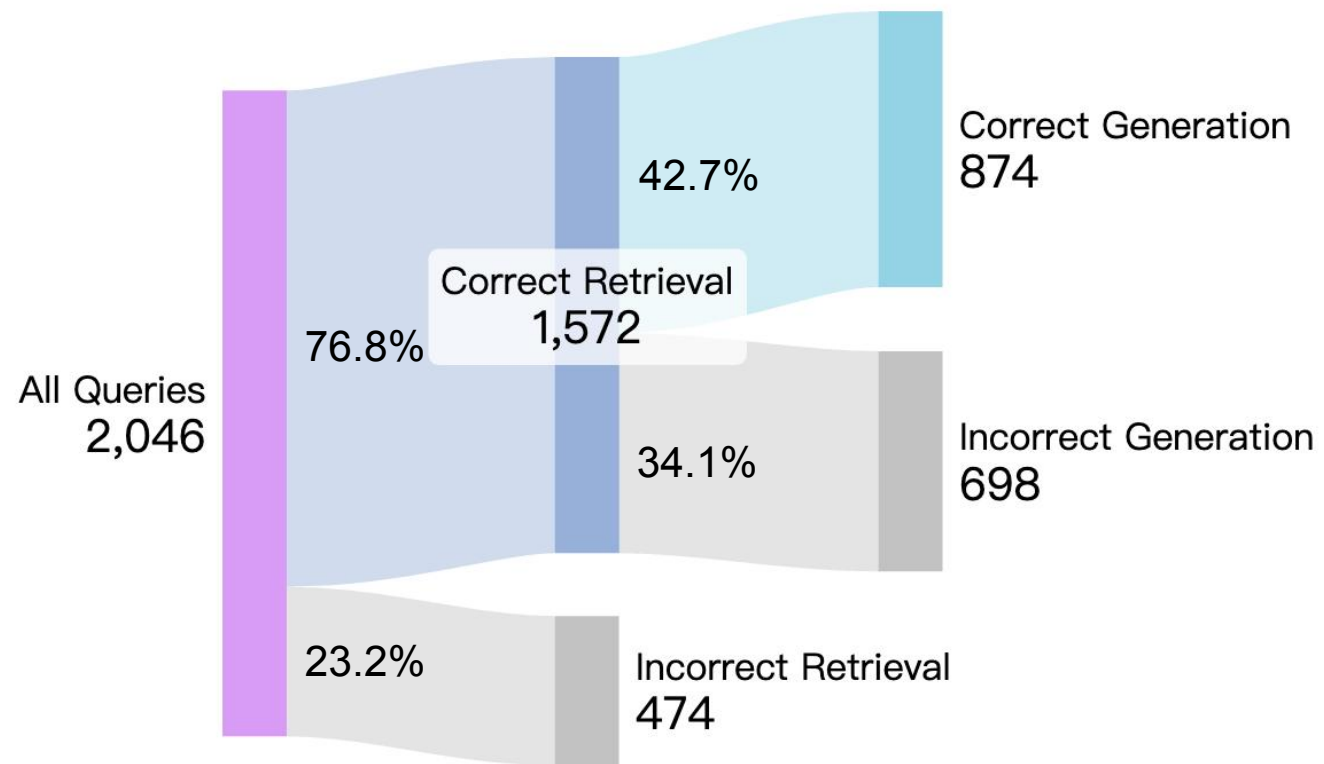 All Queries
2,046
76.8%
23.2%
Correct Retrieval
1,572
42.7%
34.1%
Incorrect Retrieval
474
Correct Generation
874
Incorrect Generation
698